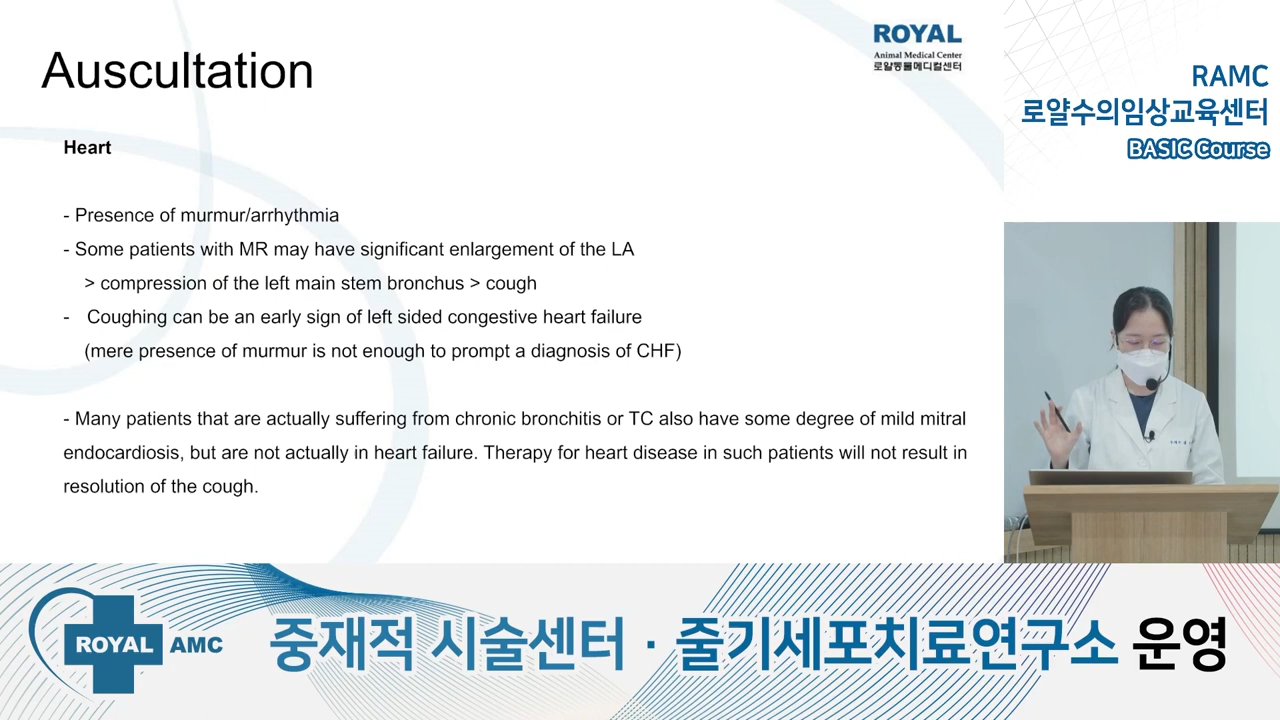 Auscultation
ROYAL
Animal Medical Center
로얄동물메디컬센터
RAMC
로얄수의임상교육센터
BASIC Course
Heart
- Presence of murmur/arrhythmia
- Some patients with MR may have significant enlargement of the LA
> compression of the left main stem bronchus > cough
- Coughing can be an early sign of left sided congestive heart failure
(mere presence of murmur is not enough to prompt a diagnosis of CHF)
- Many patients that are actually suffering from chronic bronchitis or TC also have some degree of mild mitral
endocardiosis, but are not actually in heart failure. Therapy for heart disease in such patients will not result in
resolution of the cough.
ROYAL AMC
중재적 시술센터 · 줄기세포치료연구소 운영